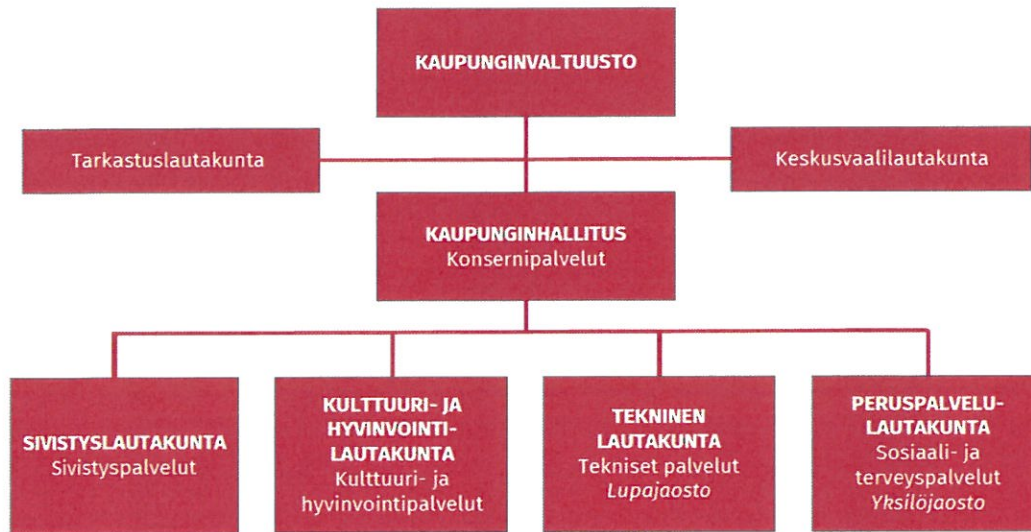 KAUPUNGINVALTUUSTO
Tarkastuslautakunta
Keskusvaalilautakunta
KAUPUNGINHALLITUS
Konsernipalvelut
SIVISTYSLAUTAKUNTA
Sivistyspalvelut
KULTTUURI- JA
HYVINVOINTI-
LAUTAKUNTA
Kulttuuri- ja
hyvinvointipalvelut
TEKNINEN
LAUTAKUNTA
Tekniset palvelut
Lupajaosto
PERUSPALVELU-
LAUTAKUNTA
Sosiaali- ja
terveyspalvelut
Yksilöjaosto